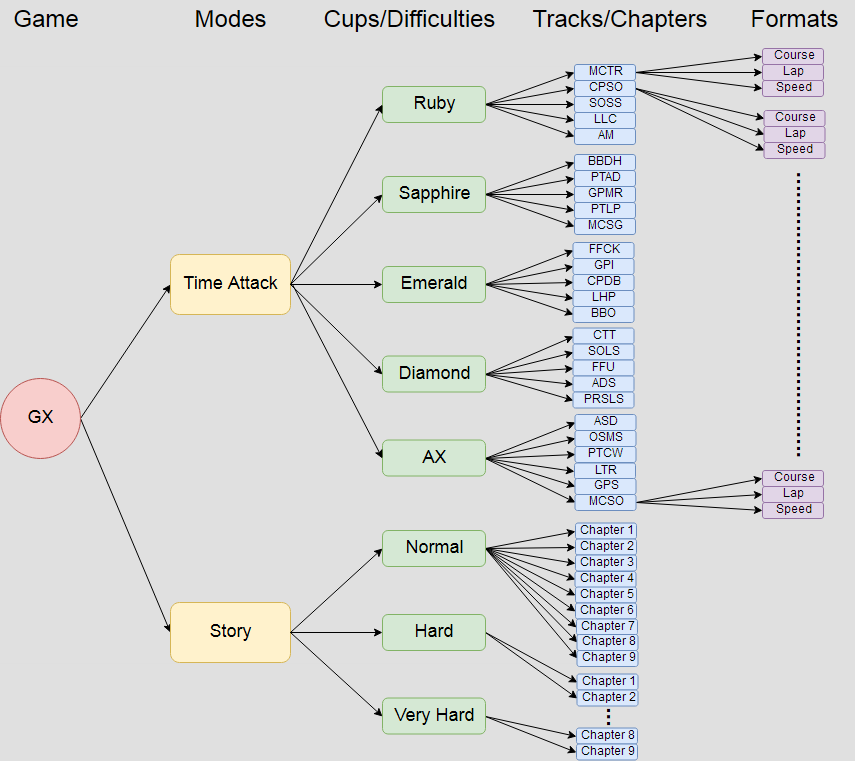 Game
Modes
Cups/Difficulties
Tracks/Chapters
Formats
GX
Time Attack
Story
Ruby
Sapphire
Emerald
Diamond
AX
Normal
Hard
Very Hard
MCTR
CPSO
SOSS
LLC
AM
BBDH
PTAD
GPMR
PTLP
MCSG
FFCK
GPI
CPDB
LHP
BBO
CTT
SOLS
FFU
ADS
PRSLS
ASD
OSMS
PTCW
LTR
GPS
MCSO
Chapter 1
Chapter 2
Chapter 3
Chapter 4
Chapter 5
Chapter 6
Chapter 7
Chapter 8
Chapter 9
Chapter 1
Chapter 2
Chapter 8
Chapter 9
Course
Lap
Speed
Course
Lap
Speed
Course
Lap
Speed